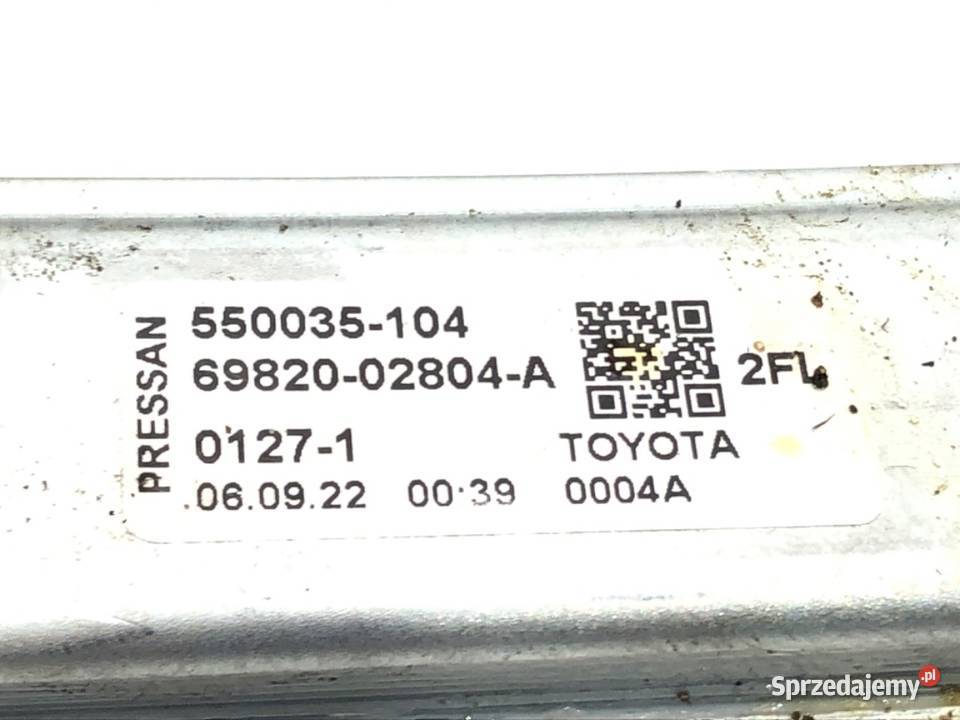 PRESSAN
550035-104
69820-02804-A
2FL
0127-1
TOYOTA
06.09.22 00:39 0004A
Sprzedajemy.pl